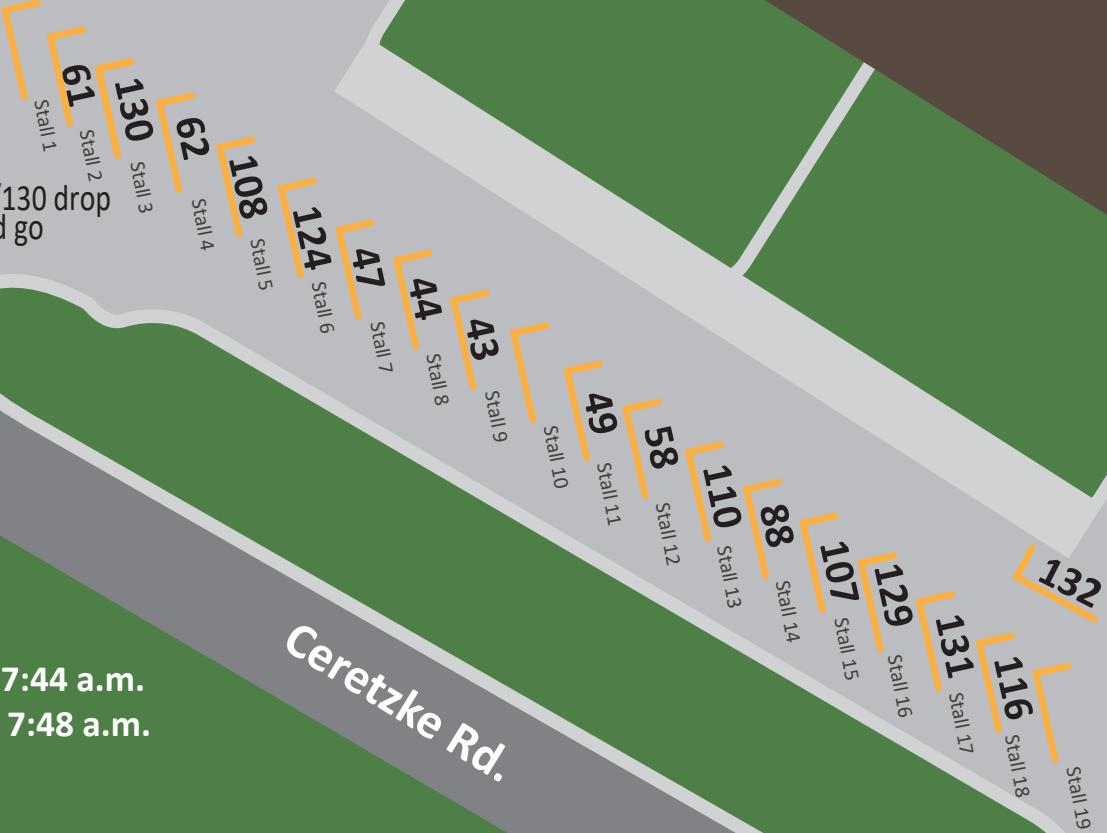 Stall 1
61
Stall 2
130
Stall 3
62
Stall 4
108
Stall 5
124
Stall 6
47
Stall 7
44
Stall 8
43
Stall 9
Stall 10
49
Stall 11
58
Stall 12
110
Stall 13
88
Stall 14
107
Stall 15
129
Stall 16
131
Stall 17
116
Stall 18
Stall 19
132
/130 drop
d go
7:44 a.m.
7:48 a.m.
Ceretzke Rd.